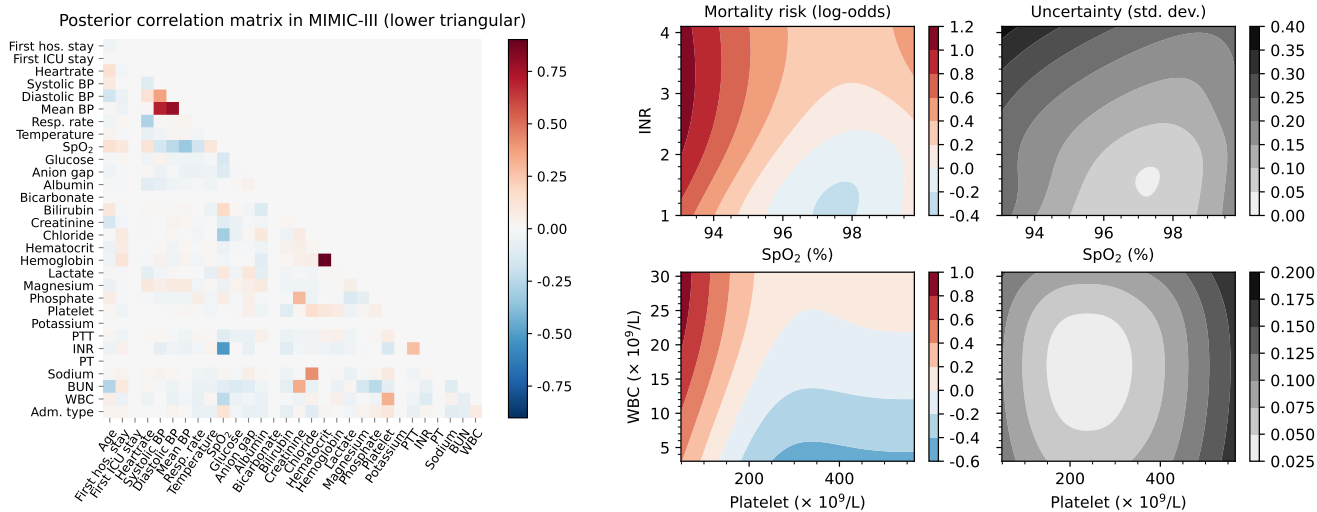 Posterior correlation matrix in MIMIC-III (lower triangular)
First hos. stay
First ICU stay
Heartrate
Systolic BP
Diastolic BP
Mean BP
Resp. rate
Temperature
SpO₂
Glucose
Anion gap
Albumin
Bicarbonate
Bilirubin
Creatinine
Chloride
Hematocrit
Hemoglobin
Lactate
Magnesium
Phosphate
Platelet
Potassium
PTT
INR
PT
Sodium
BUN
WBC
Adm. type
Age
First hos. stay
First ICU stay
Heartrate
Systolic BP
Diastolic BP
Mean BP
Resp. rate
Temperature
SpO₂
Glucose
Anion gap
Albumin
Bicarbonate
Bilirubin
Creatinine
Chloride
Hematocrit
Hemoglobin
Lactate
Magnesium
Phosphate
Platelet
Potassium
PTT
INR
PT
Sodium
BUN
WBC
0.75
0.50
0.25
0.00
-0.25
-0.50
-0.75
Mortality risk (log-odds)
INR
4
3
2
1
94 96 98
SpO₂ (%)
1.2
1.0
0.8
0.6
0.4
0.2
0.0
-0.2
-0.4
Uncertainty (std. dev.)
94 96 98
SpO₂ (%)
0.40
0.35
0.30
0.25
0.20
0.15
0.10
0.05
0.00
WBC (× 10⁹/L)
30
25
20
15
10
5
200 400
Platelet (× 10⁹/L)
1.0
0.8
0.6
0.4
0.2
0.0
-0.2
-0.4
-0.6
200 400
Platelet (× 10⁹/L)
0.200
0.175
0.150
0.125
0.100
0.075
0.050
0.025